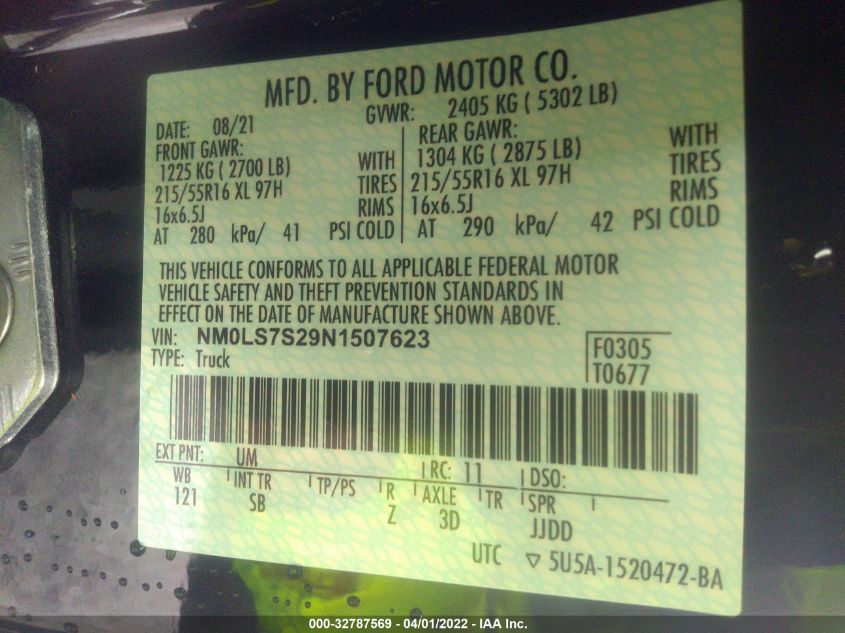 MFD. BY FORD MOTOR CO.
DATE: 08/21 GVWR: 2405 KG ( 5302 LB)
FRONT GAWR: REAR GAWR:
1225 KG ( 2700 LB) WITH 1304 KG ( 2875 LB) WITH
215/55R16 XL 97H TIRES 215/55R16 XL 97H TIRES
16x6.5J RIMS 16x6.5J RIMS
AT 280 kPa/ 41 PSI COLD AT 290 kPa/ 42 PSI COLD
THIS VEHICLE CONFORMS TO ALL APPLICABLE FEDERAL MOTOR
VEHICLE SAFETY AND THEFT PREVENTION STANDARDS IN
EFFECT ON THE DATE OF MANUFACTURE SHOWN ABOVE.
VIN: NM0LS7S29N1507623 F0305
TYPE: Truck T0677
EXT PNT: UM RC: 11 DSO:
WB INT TR TP/PS R AXLE TR SPR
121 SB Z 3D JJDD
UTC ▽ 5U5A-1520472-BA
000-32787569 - 04/01/2022 - IAA Inc.